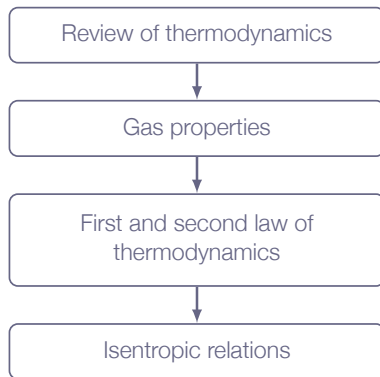 Review of thermodynamics
Gas properties
First and second law of
thermodynamics
Isentropic relations